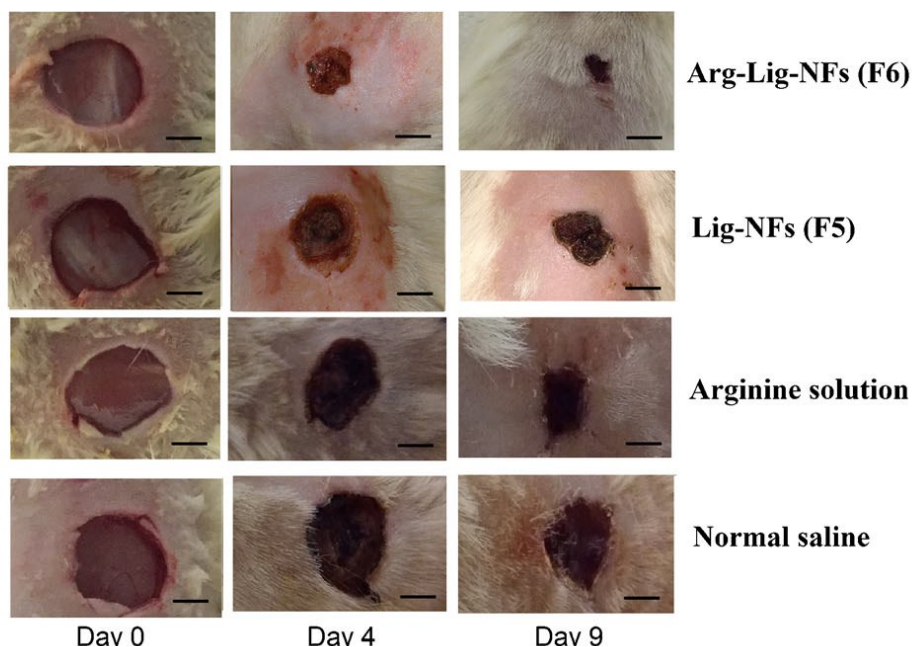 Arg-Lig-NFs (F6)
Lig-NFs (F5)
Arginine solution
Normal saline
Day 0 Day 4 Day 9